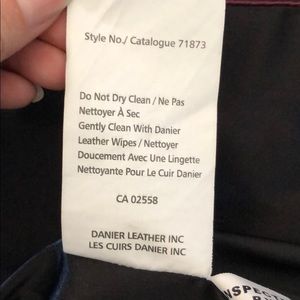 Style No./ Catalogue 71873
Do Not Dry Clean / Ne Pas
Nettoyer À Sec
Gently Clean With Danier
Leather Wipes / Nettoyer
Doucement Avec Une Lingette
Nettoyante Pour Le Cuir Danier
CA 02558
DANIER LEATHER INC
LES CUIRS DANIER INC